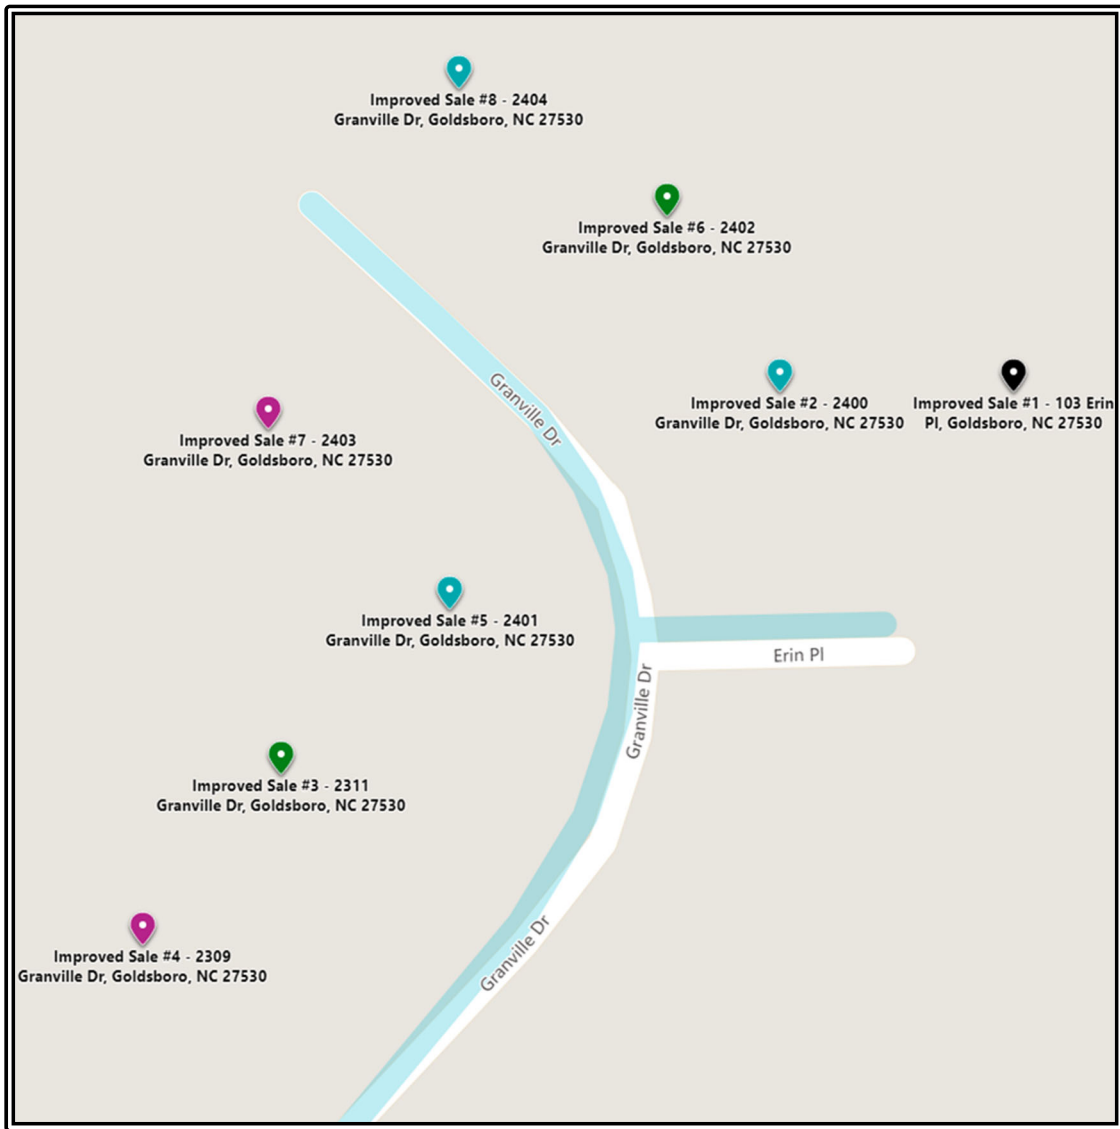 Improved Sale #8 - 2404
Granville Dr, Goldsboro, NC 27530
Improved Sale #6 - 2402
Granville Dr, Goldsboro, NC 27530
Granville Dr
Improved Sale #2 - 2400
Granville Dr, Goldsboro, NC 27530
Improved Sale #1 - 103 Erin
Pl, Goldsboro, NC 27530
Improved Sale #7 - 2403
Granville Dr, Goldsboro, NC 27530
Improved Sale #5 - 2401
Granville Dr, Goldsboro, NC 27530
Erin Pl
Granville Dr
Improved Sale #3 - 2311
Granville Dr, Goldsboro, NC 27530
Granville Dr
Improved Sale #4 - 2309
Granville Dr, Goldsboro, NC 27530